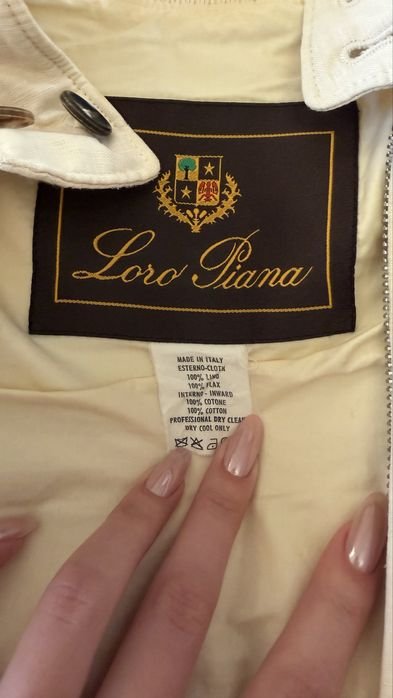 Loro Piana
MADE IN ITALY
ESTERNO-CLOTH
100% LINO
100% FLAX
INTERNO - INWARD
100% COTONE
100% COTTON
PROFESSIONAL DRY CLEAN
DRY COOL ONLY